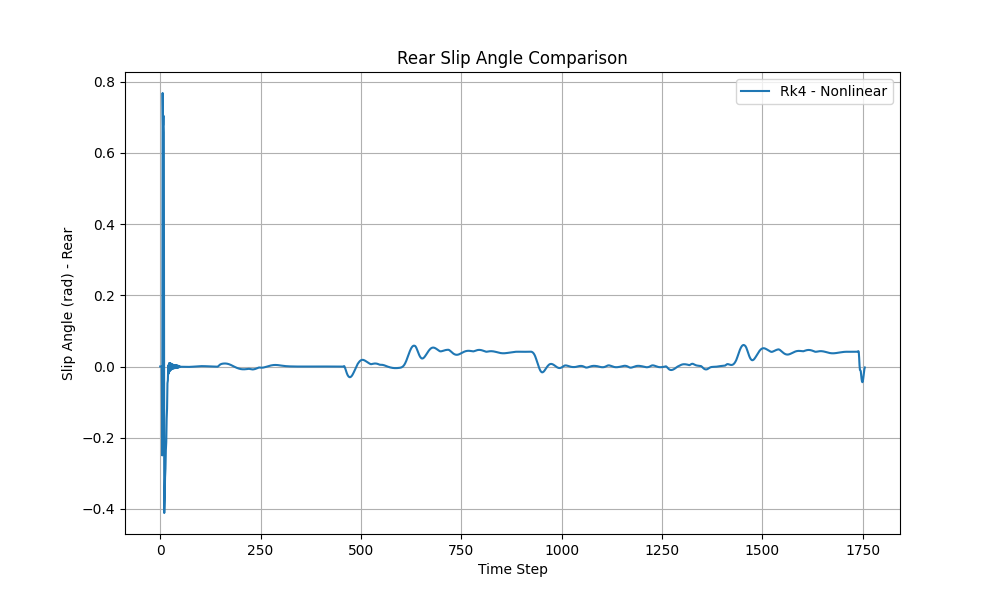 Rear Slip Angle Comparison
Rk4 - Nonlinear
0.8
0.6
0.4
0.2
0.0
−0.2
−0.4
Slip Angle (rad) - Rear
0 250 500 750 1000 1250 1500 1750
Time Step